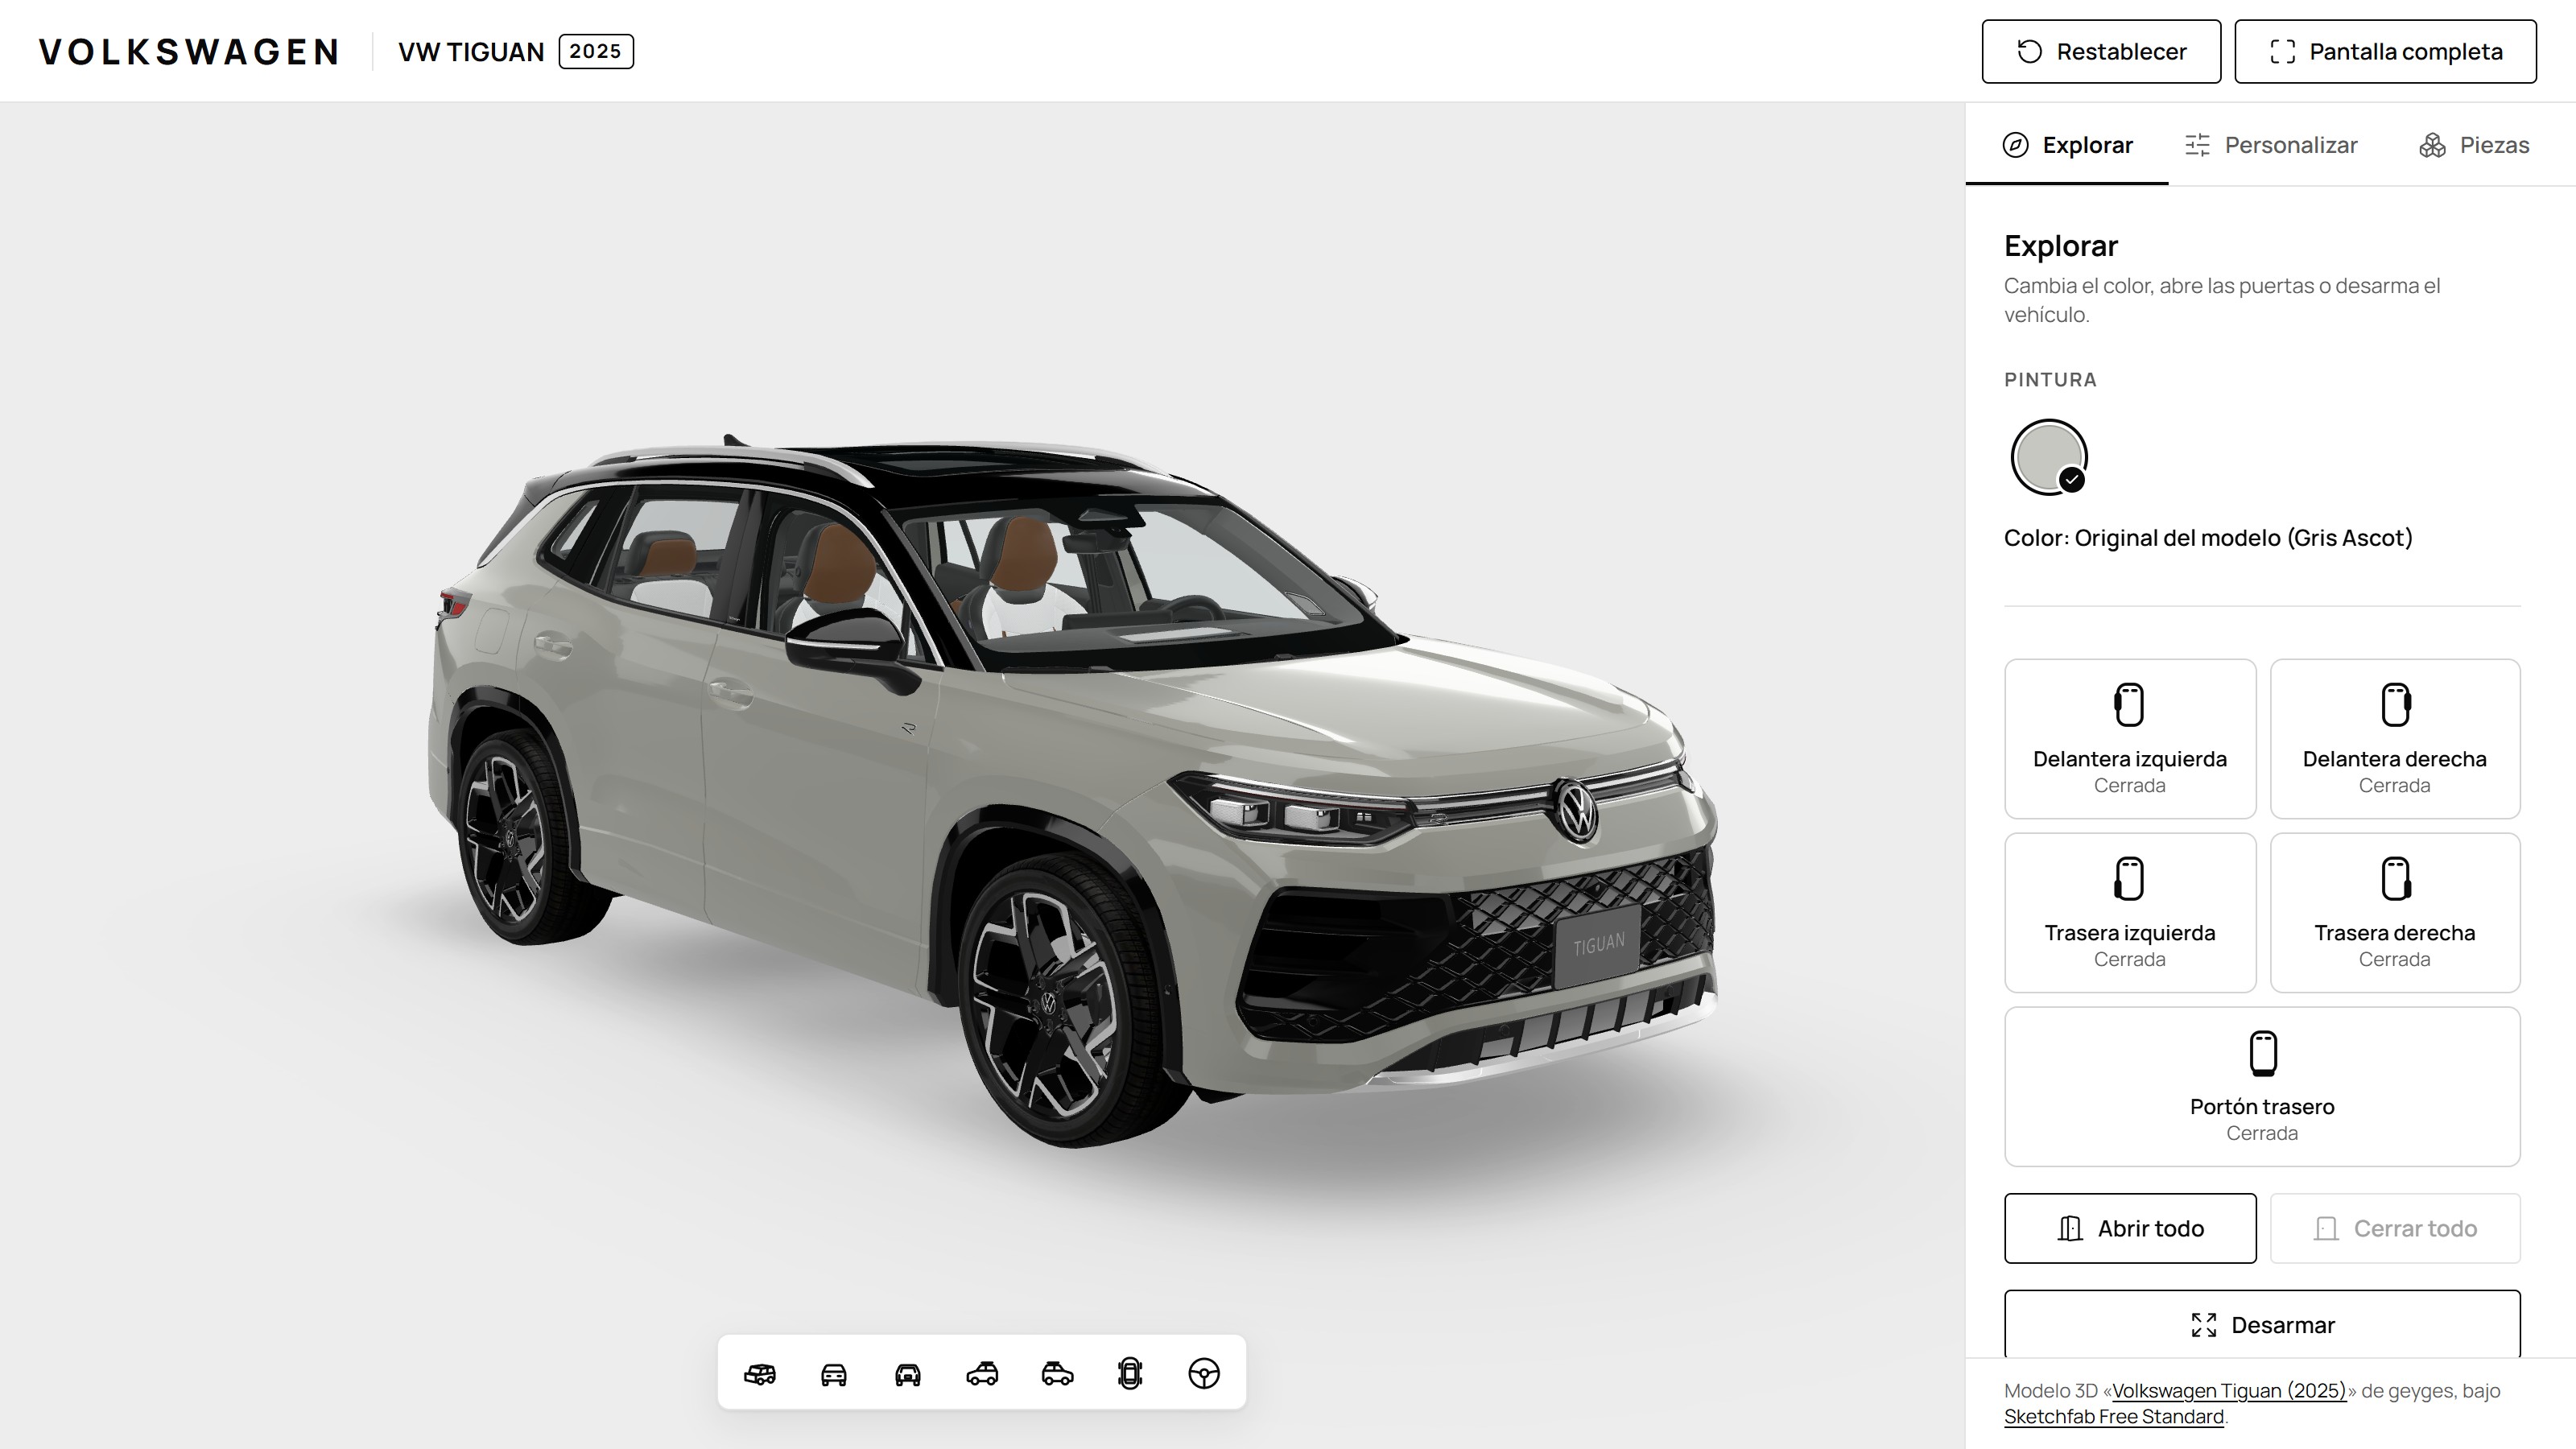 VOLKSWAGEN
VW TIGUAN 2025
Restablecer
Pantalla completa
Explorar
Personalizar
Piezas
Explorar
Cambia el color, abre las puertas o desarma el
vehículo.
PINTURA
Color: Original del modelo (Gris Ascot)
Delantera izquierda
Cerrada
Delantera derecha
Cerrada
Trasera izquierda
Cerrada
Trasera derecha
Cerrada
Portón trasero
Cerrada
Abrir todo
Cerrar todo
Desarmar
Modelo 3D «Volkswagen Tiguan (2025)» de geyges, bajo
Sketchfab Free Standard.
TIGUAN